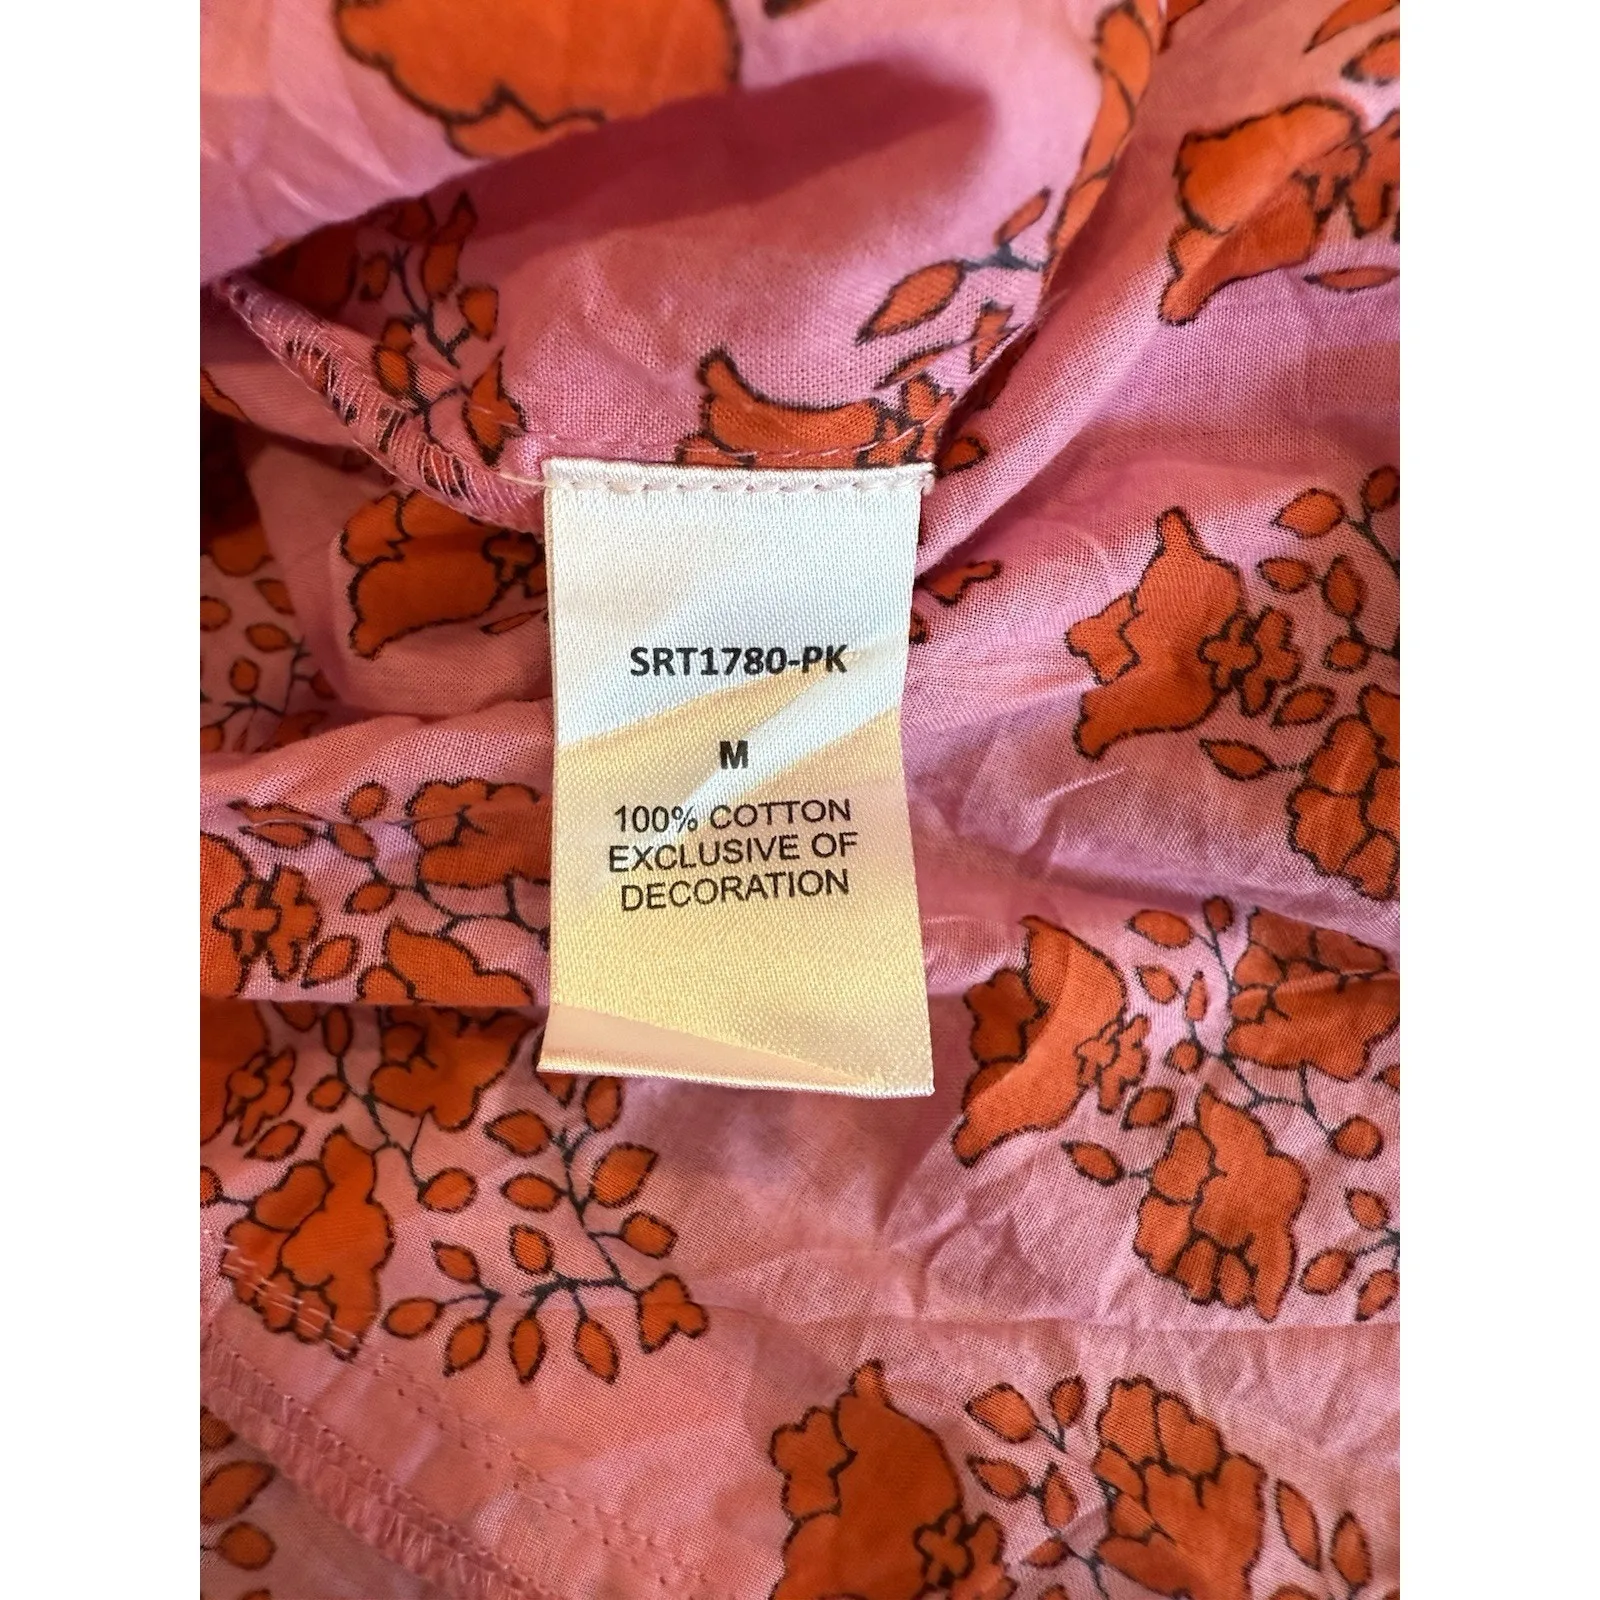 SRT1780-PK
M
100% COTTON
EXCLUSIVE OF
DECORATION